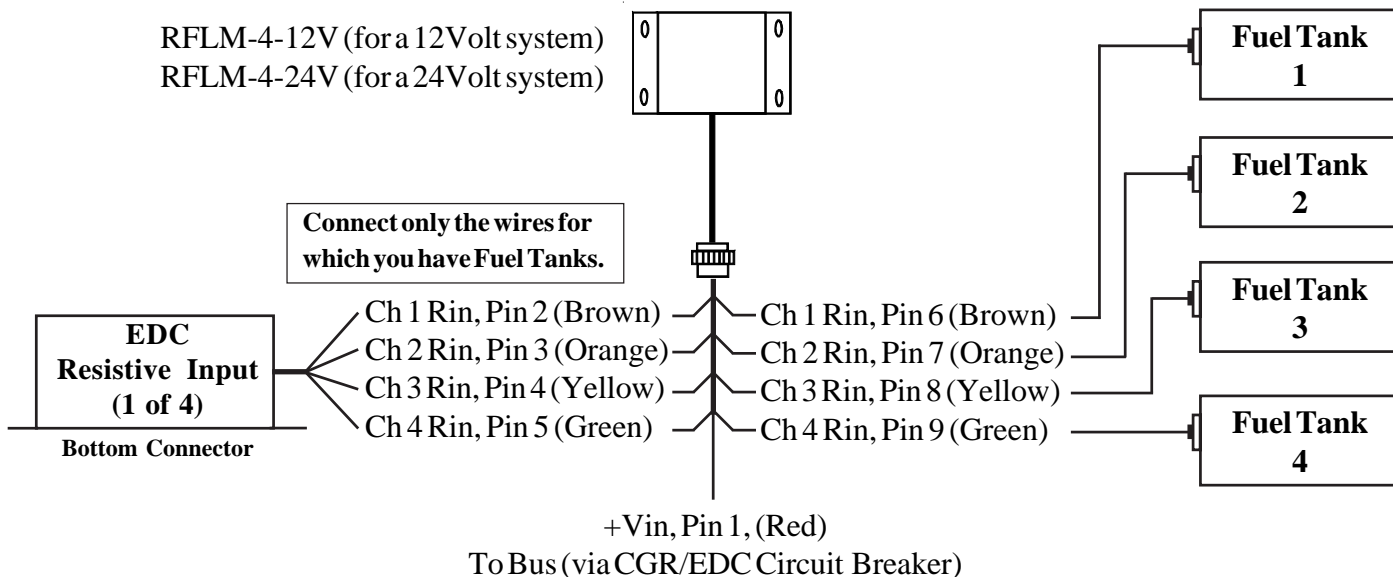 RFLM-4-12V (for a 12Volt system)
RFLM-4-24V (for a 24Volt system)
Fuel Tank
1
Fuel Tank
2
Connect only the wires for
which you have Fuel Tanks.
Fuel Tank
3
EDC
Resistive Input
(1 of 4)
Bottom Connector
Ch 1 Rin, Pin 2 (Brown)
Ch 2 Rin, Pin 3 (Orange)
Ch 3 Rin, Pin 4 (Yellow)
Ch 4 Rin, Pin 5 (Green)
Ch 1 Rin, Pin 6 (Brown)
Ch 2 Rin, Pin 7 (Orange)
Ch 3 Rin, Pin 8 (Yellow)
Ch 4 Rin, Pin 9 (Green)
Fuel Tank
4
+Vin, Pin 1, (Red)
To Bus (via CGR/EDC Circuit Breaker)